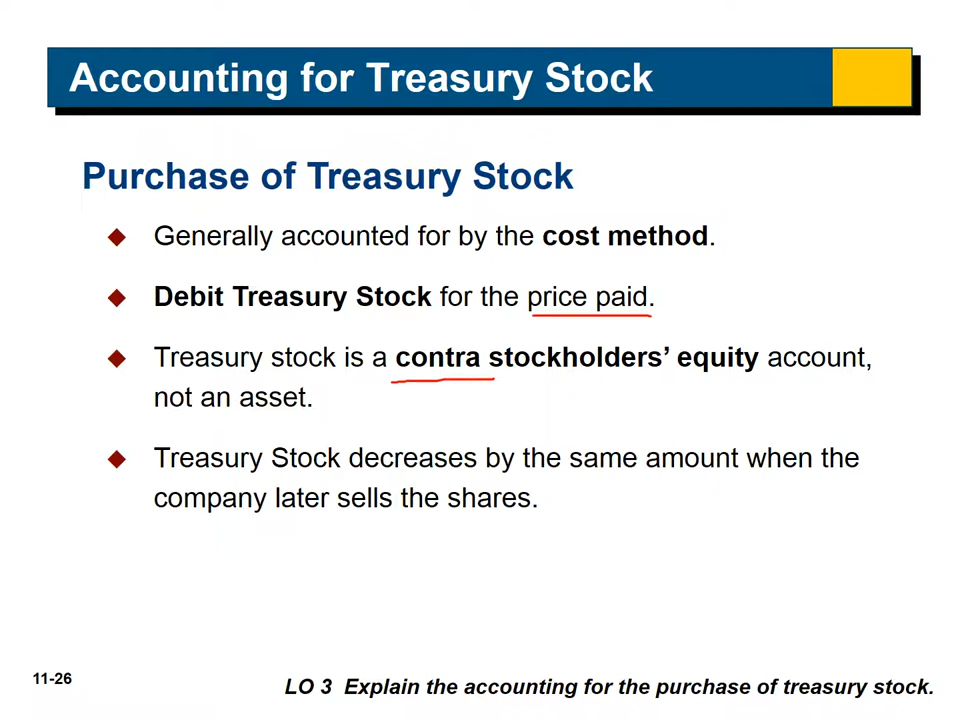 Accounting for Treasury Stock
Purchase of Treasury Stock
Generally accounted for by the cost method.
Debit Treasury Stock for the price paid.
Treasury stock is a contra stockholders’ equity account,
not an asset.
Treasury Stock decreases by the same amount when the
company later sells the shares.
11-26
LO 3 Explain the accounting for the purchase of treasury stock.